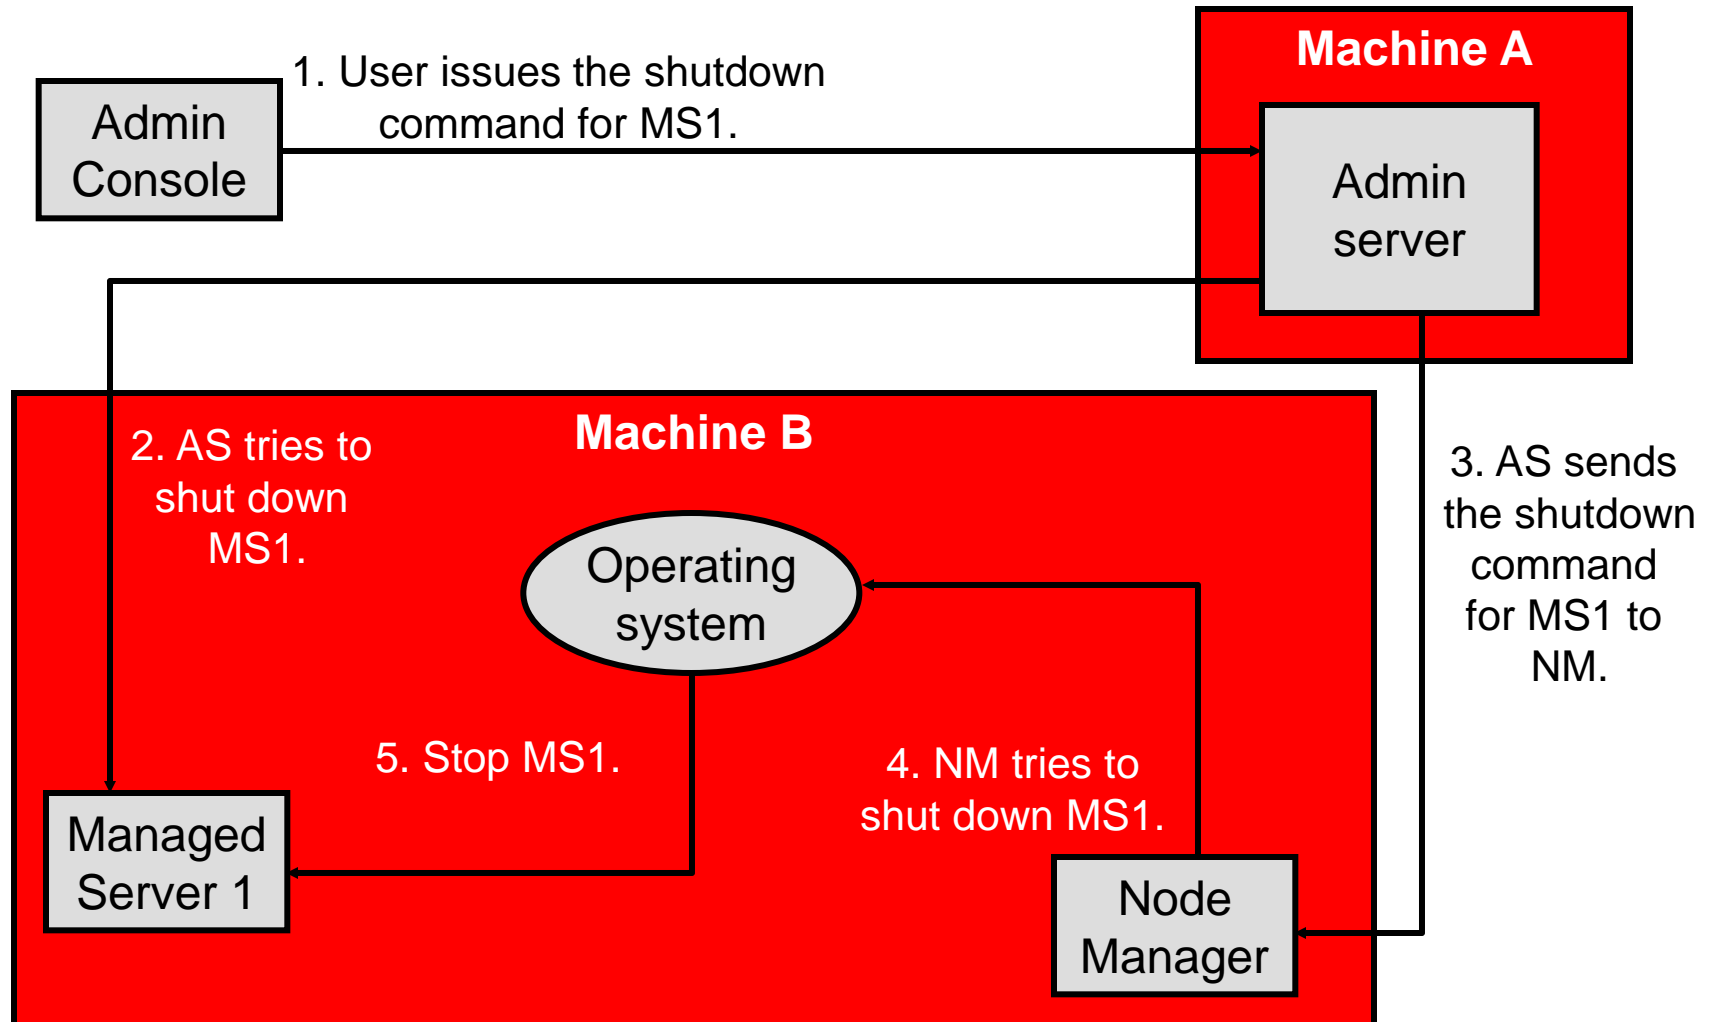 Machine A
1. User issues the shutdown
command for MS1.
Admin
Console
Admin
server
Machine B
2. AS tries to
shut down
MS1.
3. AS sends
the shutdown
command
for MS1 to
NM.
Operating
system
5. Stop MS1.
4. NM tries to
shut down MS1.
Managed
Server 1
Node
Manager